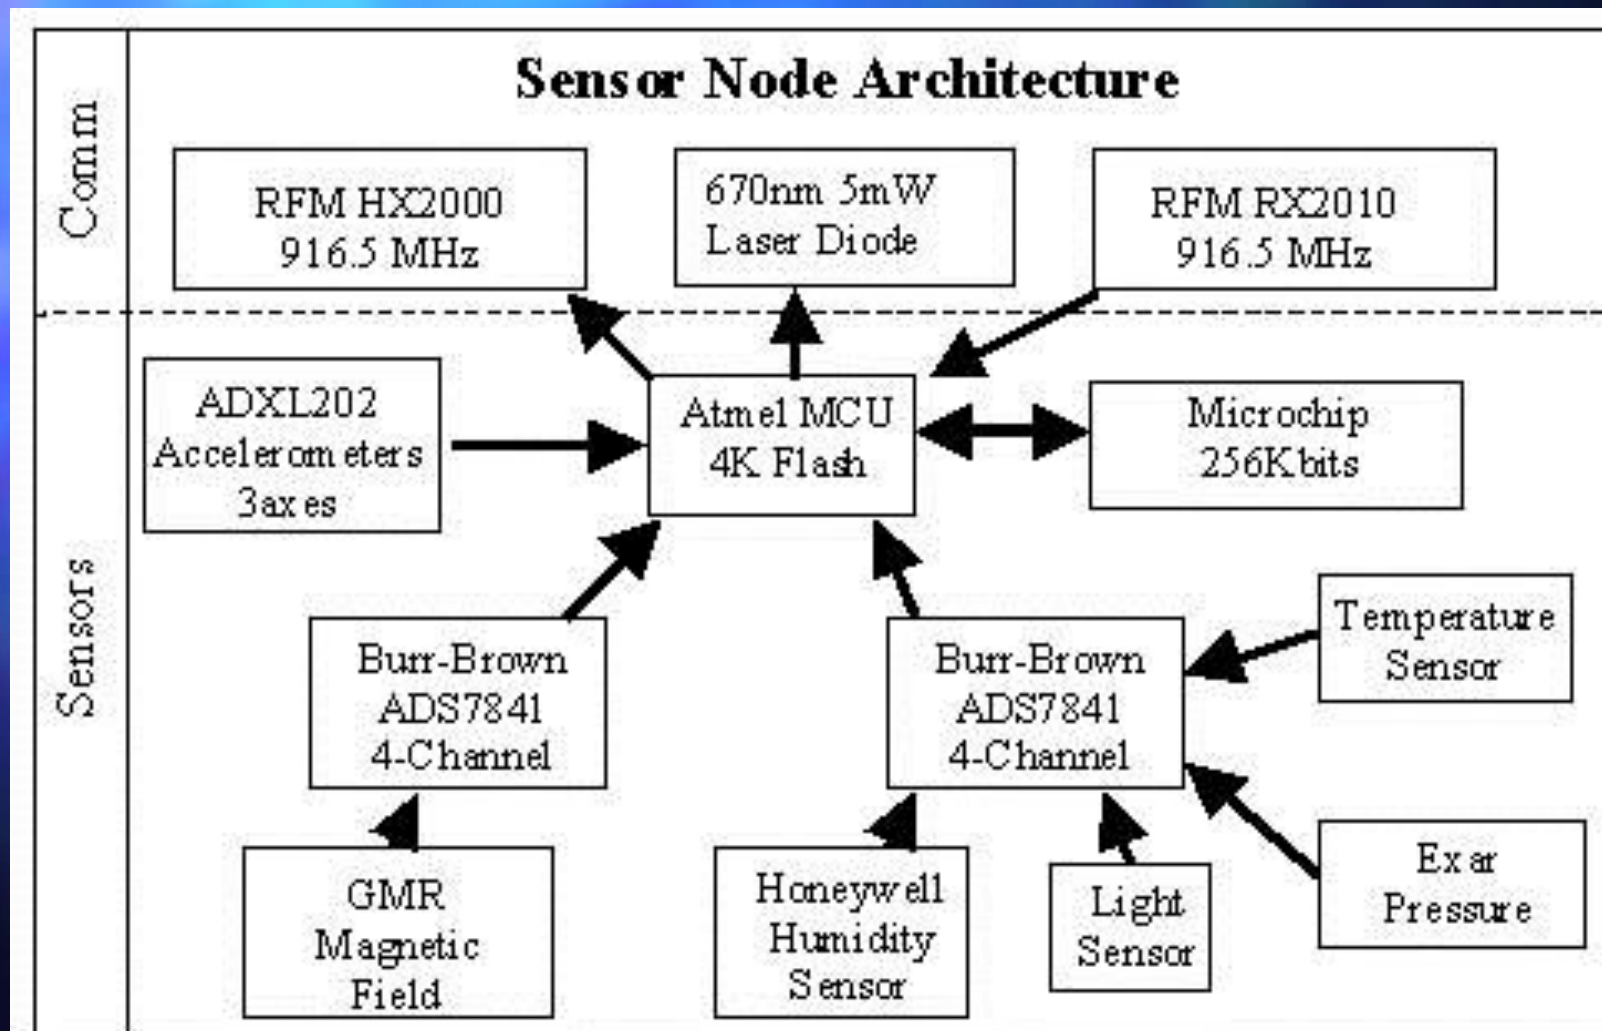 Sensor Node Architecture
Comm
RFM HX2000
916.5 MHz
670nm 5mW
Laser Diode
RFM RX2010
916.5 MHz
Sensors
ADXL202
Accelerometers
3axes
Atmel MCU
4K Flash
Microchip
256Kbits
Burr-Brown
ADS7841
4-Channel
Burr-Brown
ADS7841
4-Channel
Temperature
Sensor
GMR
Magnetic
Field
Honeywell
Humidity
Sensor
Light
Sensor
Exar
Pressure